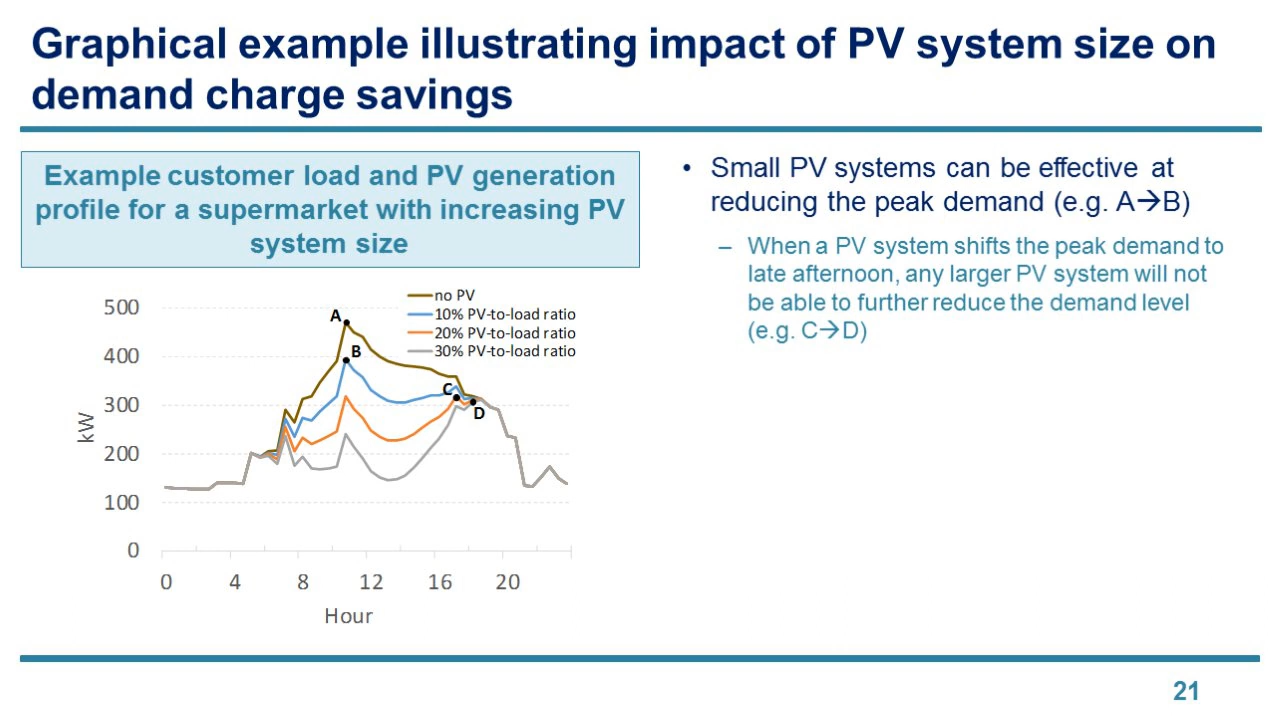 Graphical example illustrating impact of PV system size on
demand charge savings
Example customer load and PV generation
profile for a supermarket with increasing PV
system size
500
400
300
200
100
0
kW
0 4 8 12 16 20
Hour
no PV
10% PV-to-load ratio
20% PV-to-load ratio
30% PV-to-load ratio
A
B
C
D
• Small PV systems can be effective at
reducing the peak demand (e.g. A→B)
– When a PV system shifts the peak demand to
late afternoon, any larger PV system will not
be able to further reduce the demand level
(e.g. C→D)
21